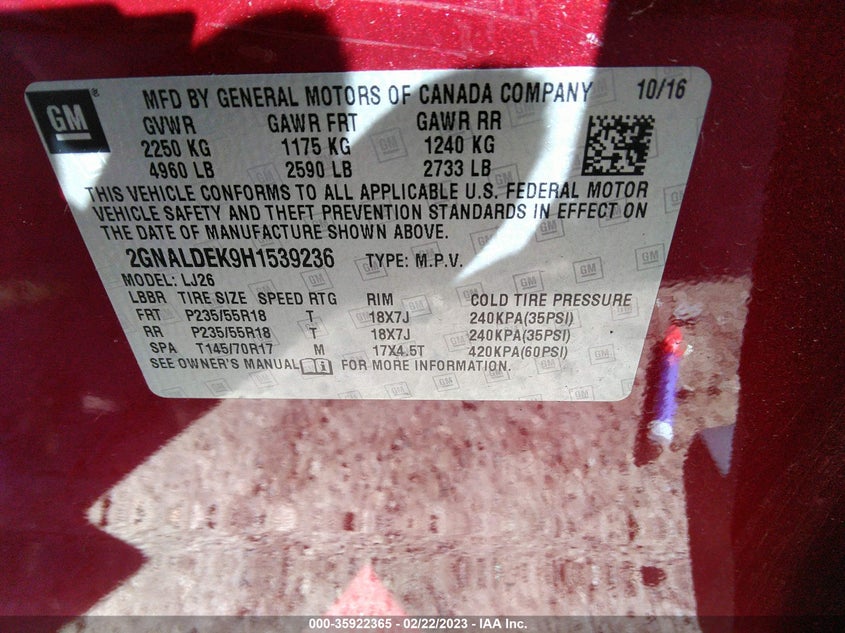 GM ®
MFD BY GENERAL MOTORS OF CANADA COMPANY 10/16
GVWR GAWR FRT GAWR RR
2250 KG 1175 KG 1240 KG
4960 LB 2590 LB 2733 LB
THIS VEHICLE CONFORMS TO ALL APPLICABLE U.S. FEDERAL MOTOR
VEHICLE SAFETY AND THEFT PREVENTION STANDARDS IN EFFECT ON
THE DATE OF MANUFACTURE SHOWN ABOVE.
2GNALDEK9H1539236 TYPE: M.P.V.
MODEL: LJ26
LBBR TIRE SIZE SPEED RTG RIM COLD TIRE PRESSURE
FRT P235/55R18 T 18X7J 240KPA(35PSI)
RR P235/55R18 T 18X7J 240KPA(35PSI)
SPA T145/70R17 M 17X4.5T 420KPA(60PSI)
SEE OWNER'S MANUAL FOR MORE INFORMATION.
000-35922365 - 02/22/2023 - IAA Inc.